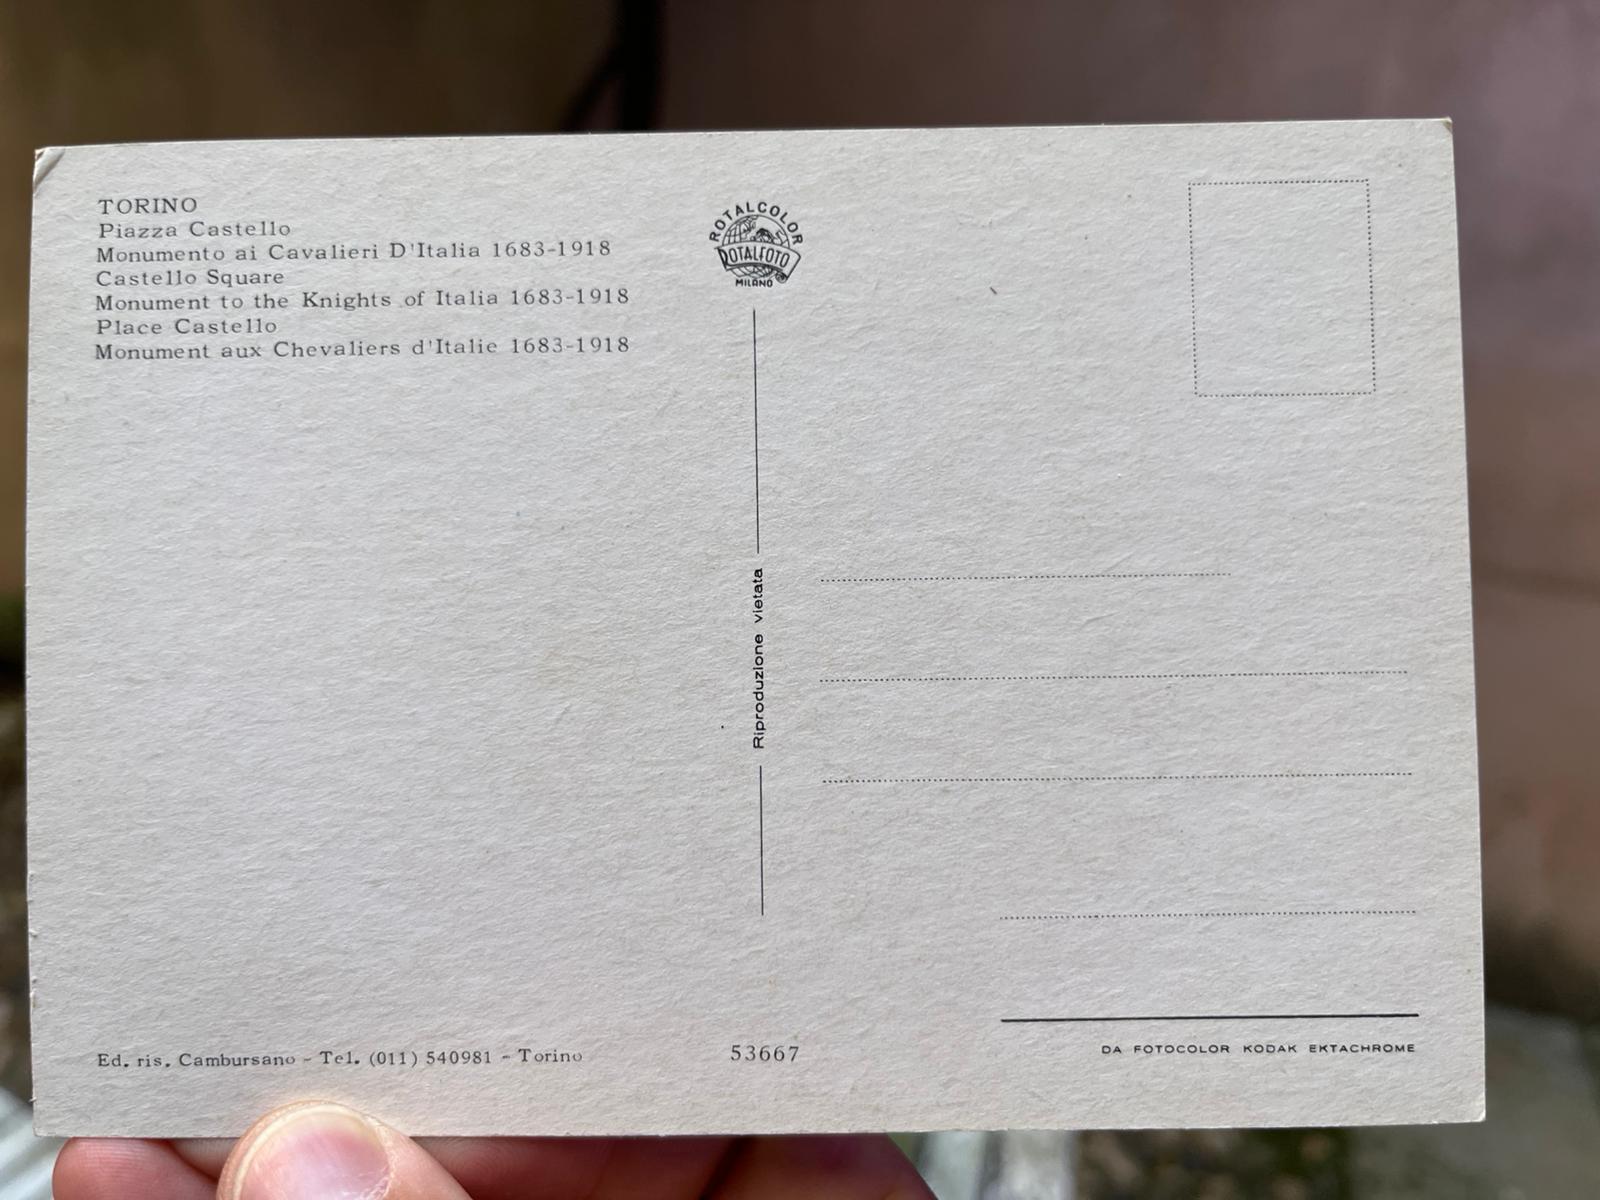 TORINO
Piazza Castello
Monumento ai Cavalieri D'Italia 1683-1918
Castello Square
Monument to the Knights of Italia 1683-1918
Place Castello
Monument aux Chevaliers d'Italie 1683-1918
ROTALCOLOR
ROTALFOTO
MILANO
Riproduzione vietata
Ed. ris. Cambursano - Tel. (011) 540981 - Torino
53667
DA FOTOCOLOR KODAK EKTACHROME